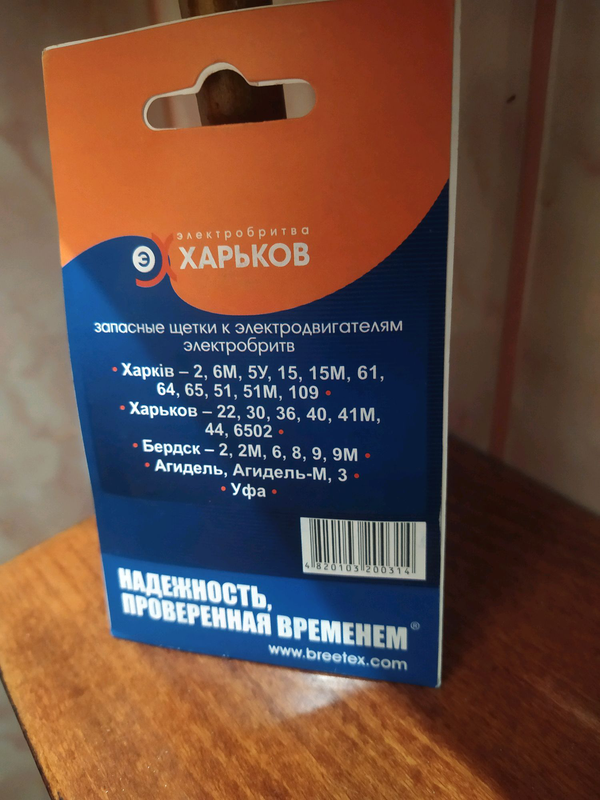 электробритва
Э ХАРЬКОВ
запасные щетки к электродвигателям
электробритв
• Харків – 2, 6М, 5У, 15, 15М, 61,
64, 65, 51, 51М, 109 •
• Харьков – 22, 30, 36, 40, 41М,
44, 6502 •
• Бердск – 2, 2М, 6, 8, 9, 9М •
• Агидель, Агидель-М, 3 •
• Уфа •
4 820103 200314
НАДЕЖНОСТЬ,
ПРОВЕРЕННАЯ ВРЕМЕНЕМ®
www.breetex.com